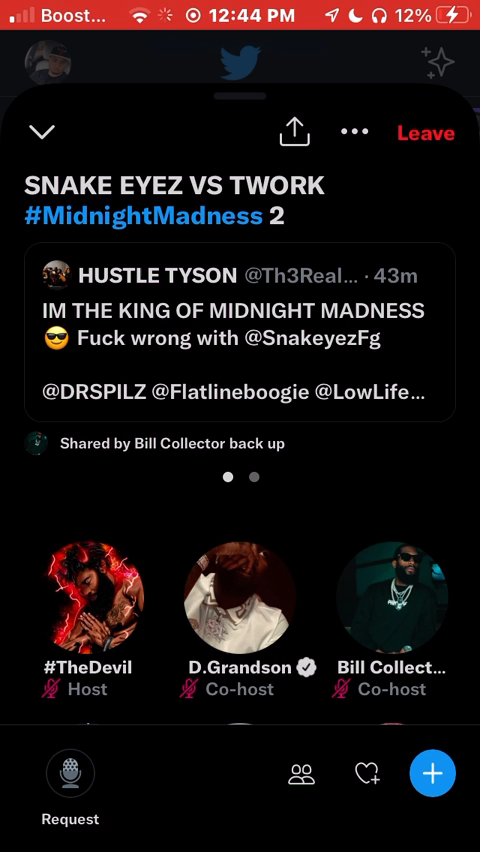 Boost... 12:44 PM 12%
Leave
SNAKE EYEZ VS TWORK
#MidnightMadness 2
HUSTLE TYSON @Th3Real... · 43m
IM THE KING OF MIDNIGHT MADNESS
😎 Fuck wrong with @SnakeyezFg
@DRSPILZ @Flatlineboogie @LowLife...
Shared by Bill Collector back up
#TheDevil D.Grandson Bill Collect...
Host Co-host Co-host
Request